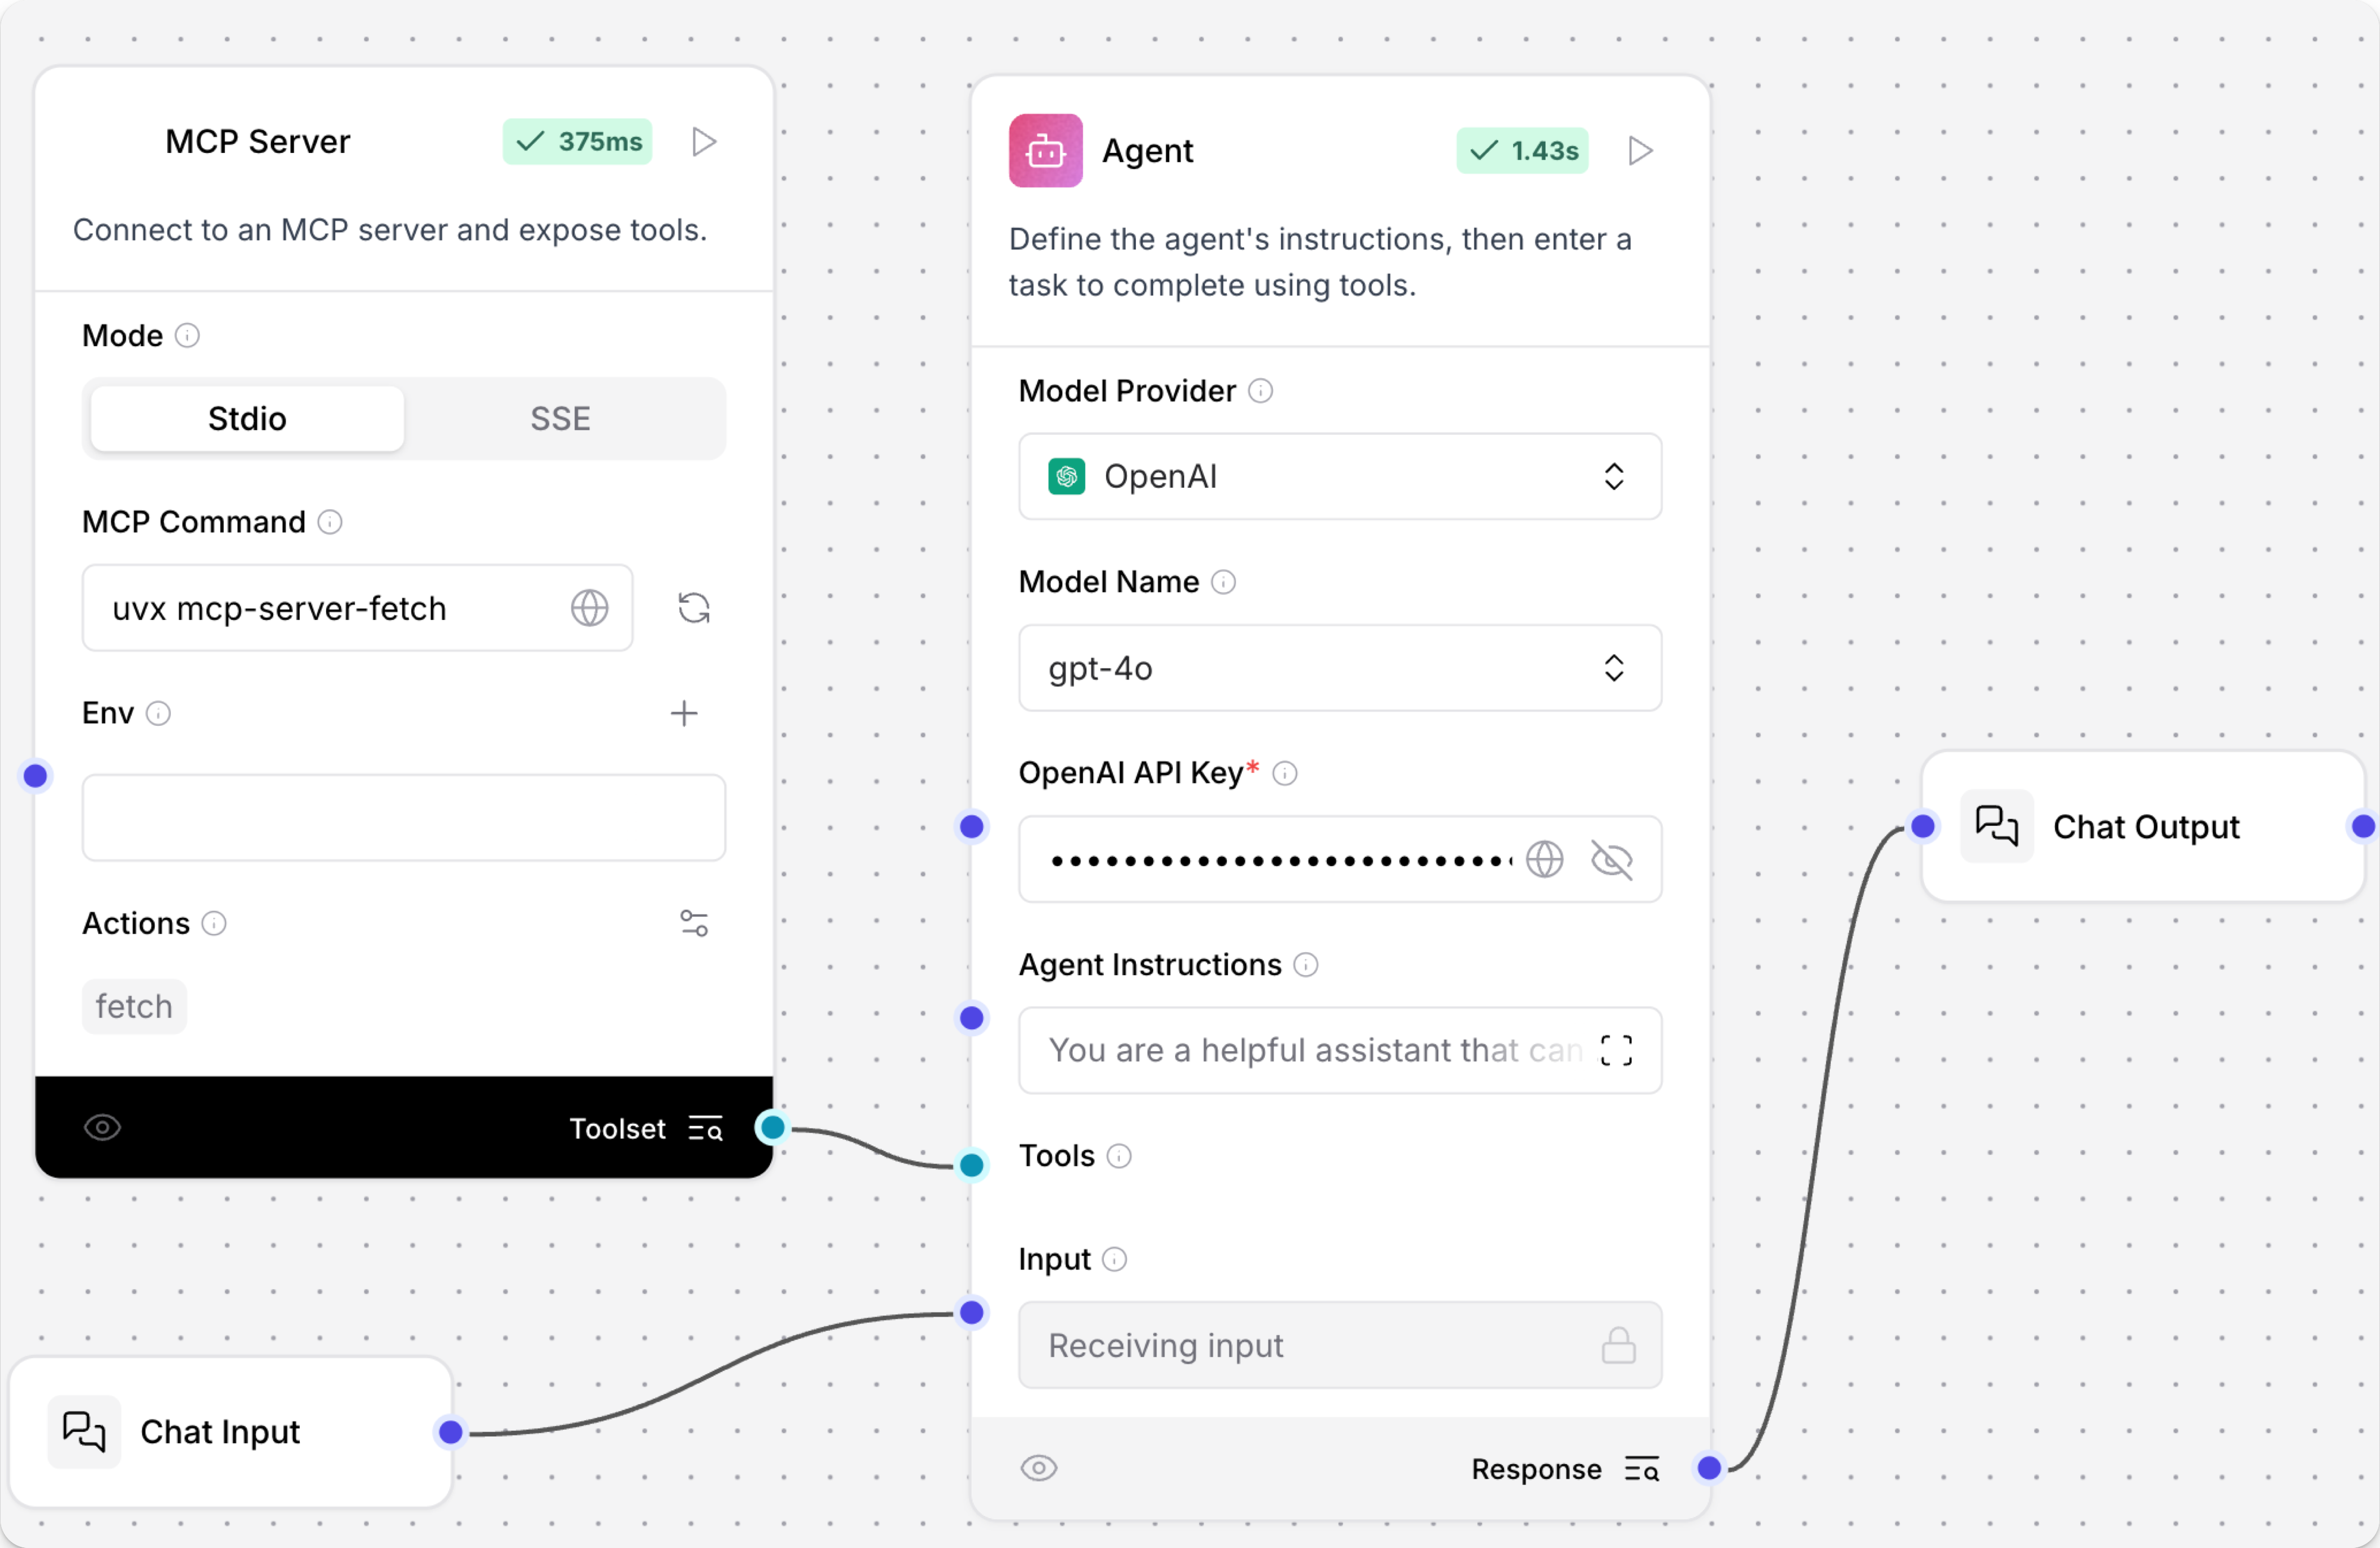 MCP Server
375ms
Connect to an MCP server and expose tools.
Mode
Stdio
SSE
MCP Command
uvx mcp-server-fetch
Env
Actions
fetch
Toolset
Chat Input
Agent
1.43s
Define the agent's instructions, then enter a
task to complete using tools.
Model Provider
OpenAI
Model Name
gpt-4o
OpenAI API Key*
••••••••••••••••••••••••••
Agent Instructions
You are a helpful assistant that can
Tools
Input
Receiving input
Response
Chat Output